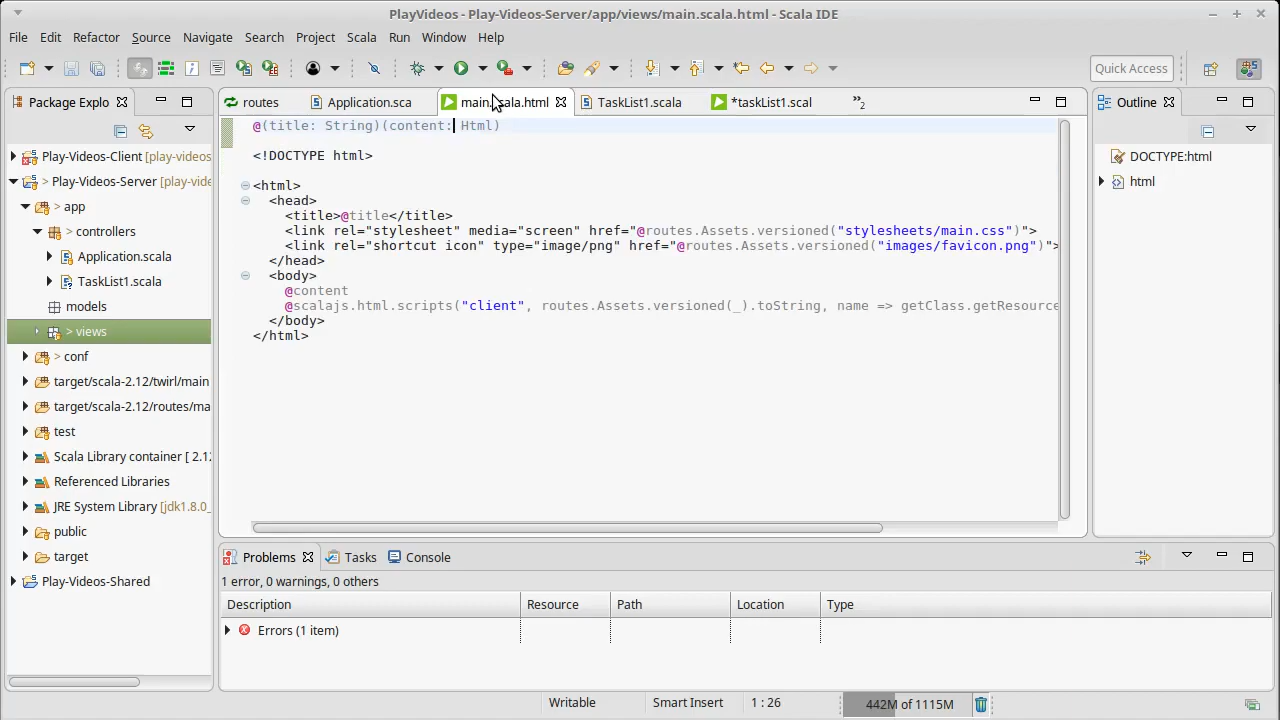 PlayVideos - Play-Videos-Server/app/views/main.scala.html - Scala IDE
File Edit Refactor Source Navigate Search Project Scala Run Window Help
Quick Access
Package Explo
routes
Application.sca
main.scala.html
TaskList1.scala
*taskList1.scal
»2
Outline
Play-Videos-Client [play-videos
> Play-Videos-Server [play-vide
> app
> controllers
Application.scala
TaskList1.scala
models
> views
> conf
target/scala-2.12/twirl/main
target/scala-2.12/routes/ma
test
Scala Library container [ 2.12
Referenced Libraries
JRE System Library [jdk1.8.0_
public
target
Play-Videos-Shared
@(title: String)(content: Html)
<!DOCTYPE html>
<html>
<head>
<title>@title</title>
<link rel="stylesheet" media="screen" href="@routes.Assets.versioned("stylesheets/main.css")">
<link rel="shortcut icon" type="image/png" href="@routes.Assets.versioned("images/favicon.png")">
</head>
<body>
@content
@scalajs.html.scripts("client", routes.Assets.versioned(_).toString, name => getClass.getResource
</body>
</html>
DOCTYPE:html
html
Problems
Tasks
Console
1 error, 0 warnings, 0 others
Description Resource Path Location Type
Errors (1 item)
Writable Smart Insert 1 : 26 442M of 1115M